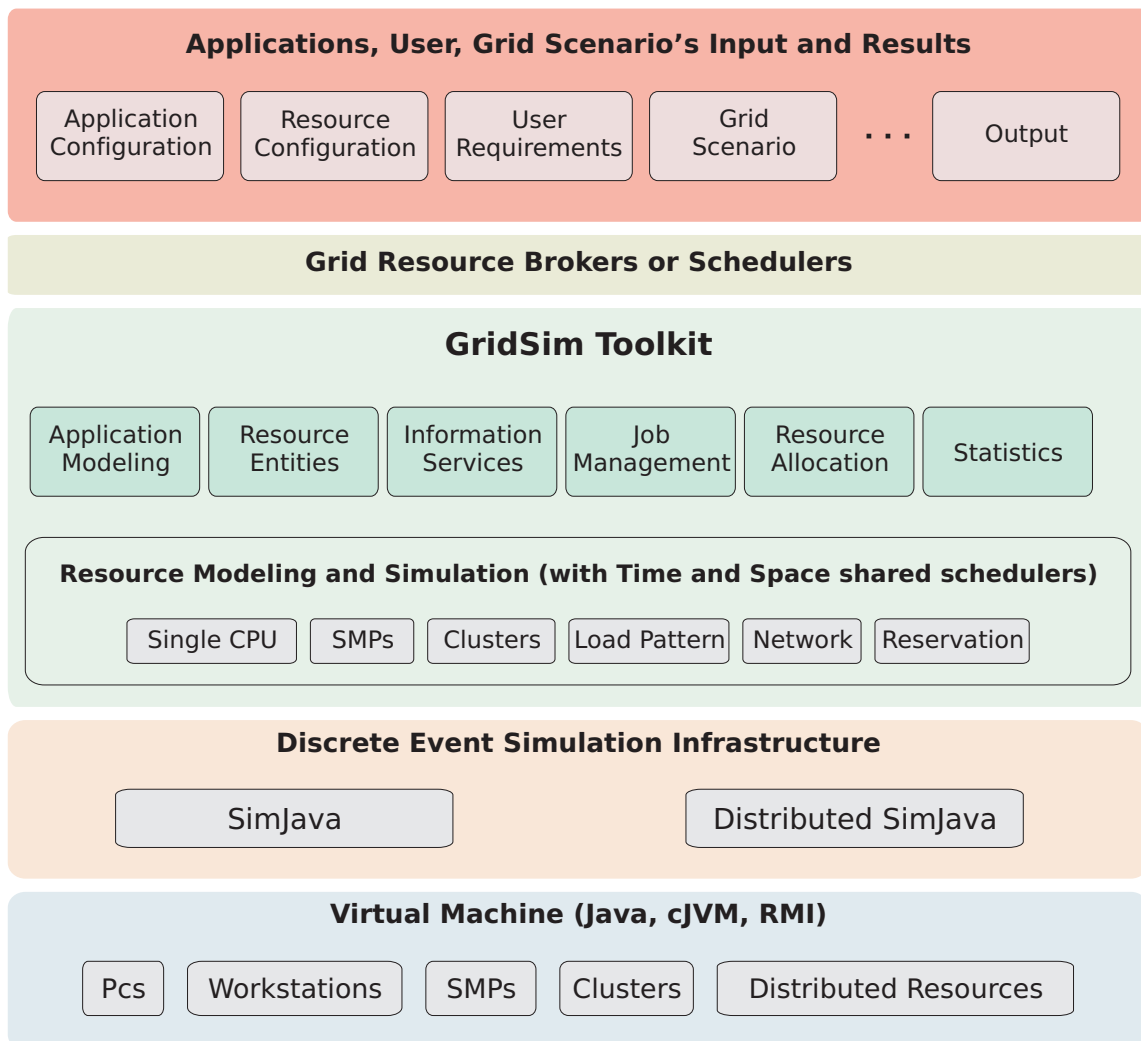 Applications, User, Grid Scenario's Input and Results
Application
Configuration
Resource
Configuration
User
Requirements
Grid
Scenario
. . .
Output
Grid Resource Brokers or Schedulers
GridSim Toolkit
Application
Modeling
Resource
Entities
Information
Services
Job
Management
Resource
Allocation
Statistics
Resource Modeling and Simulation (with Time and Space shared schedulers)
Single CPU
SMPs
Clusters
Load Pattern
Network
Reservation
Discrete Event Simulation Infrastructure
SimJava
Distributed SimJava
Virtual Machine (Java, cJVM, RMI)
Pcs
Workstations
SMPs
Clusters
Distributed Resources